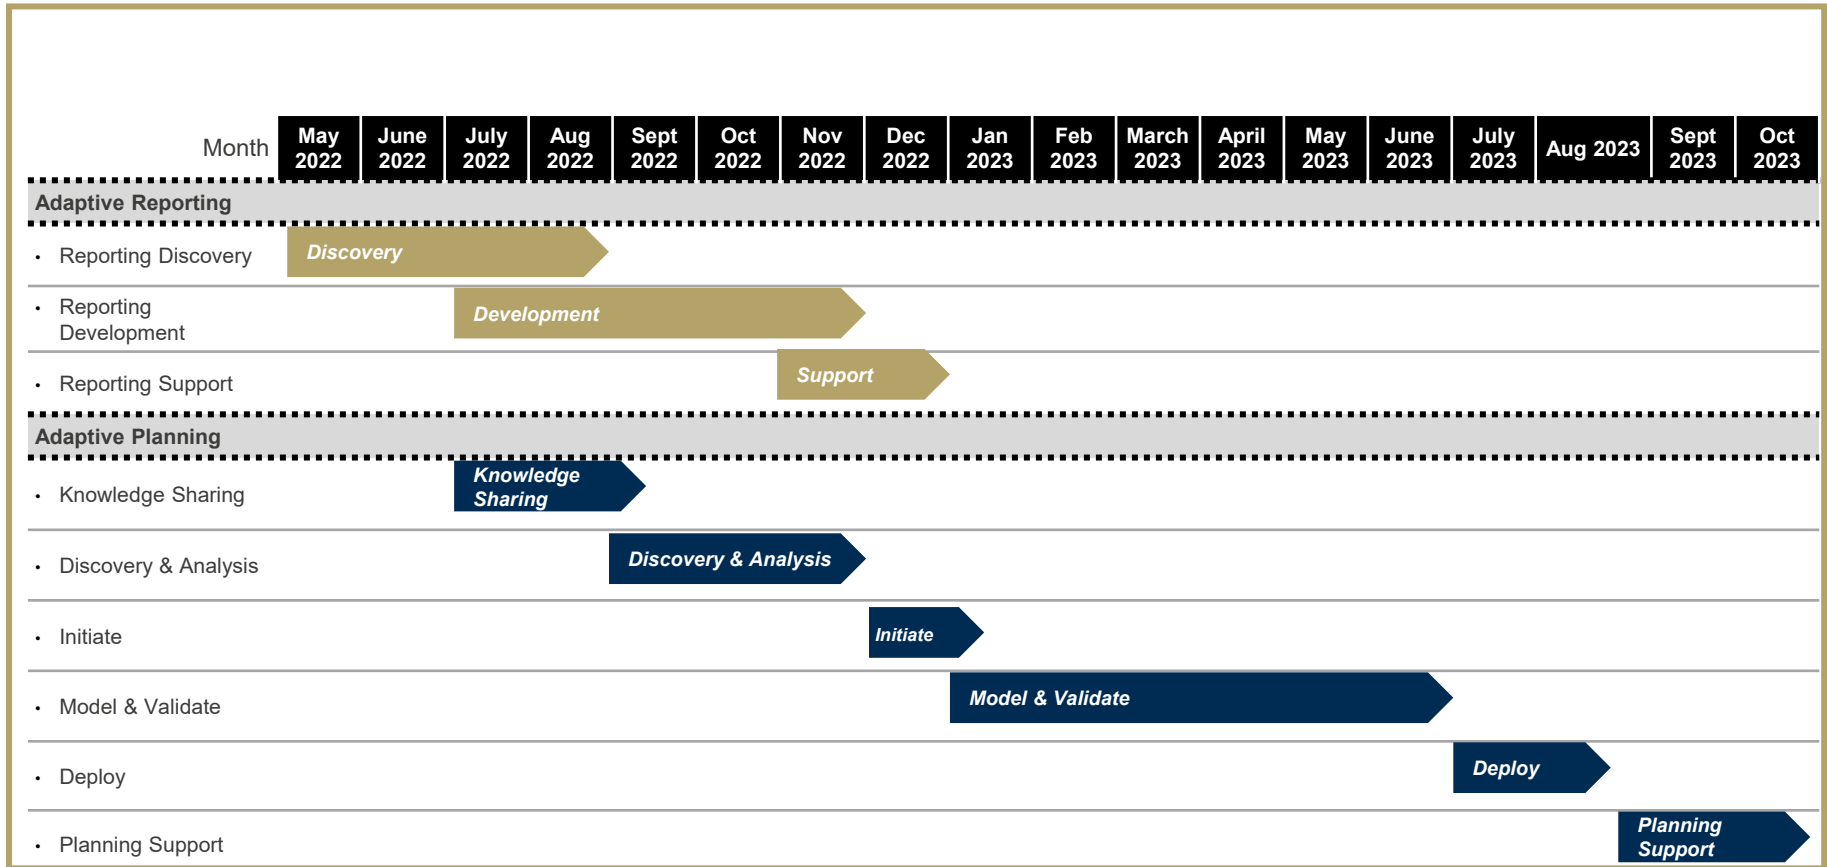 Month
May 2022
June 2022
July 2022
Aug 2022
Sept 2022
Oct 2022
Nov 2022
Dec 2022
Jan 2023
Feb 2023
March 2023
April 2023
May 2023
June 2023
July 2023
Aug 2023
Sept 2023
Oct 2023
Adaptive Reporting
• Reporting Discovery
Discovery
• Reporting
Development
Development
• Reporting Support
Support
Adaptive Planning
• Knowledge Sharing
Knowledge
Sharing
• Discovery & Analysis
Discovery & Analysis
• Initiate
Initiate
• Model & Validate
Model & Validate
• Deploy
Deploy
• Planning Support
Planning
Support